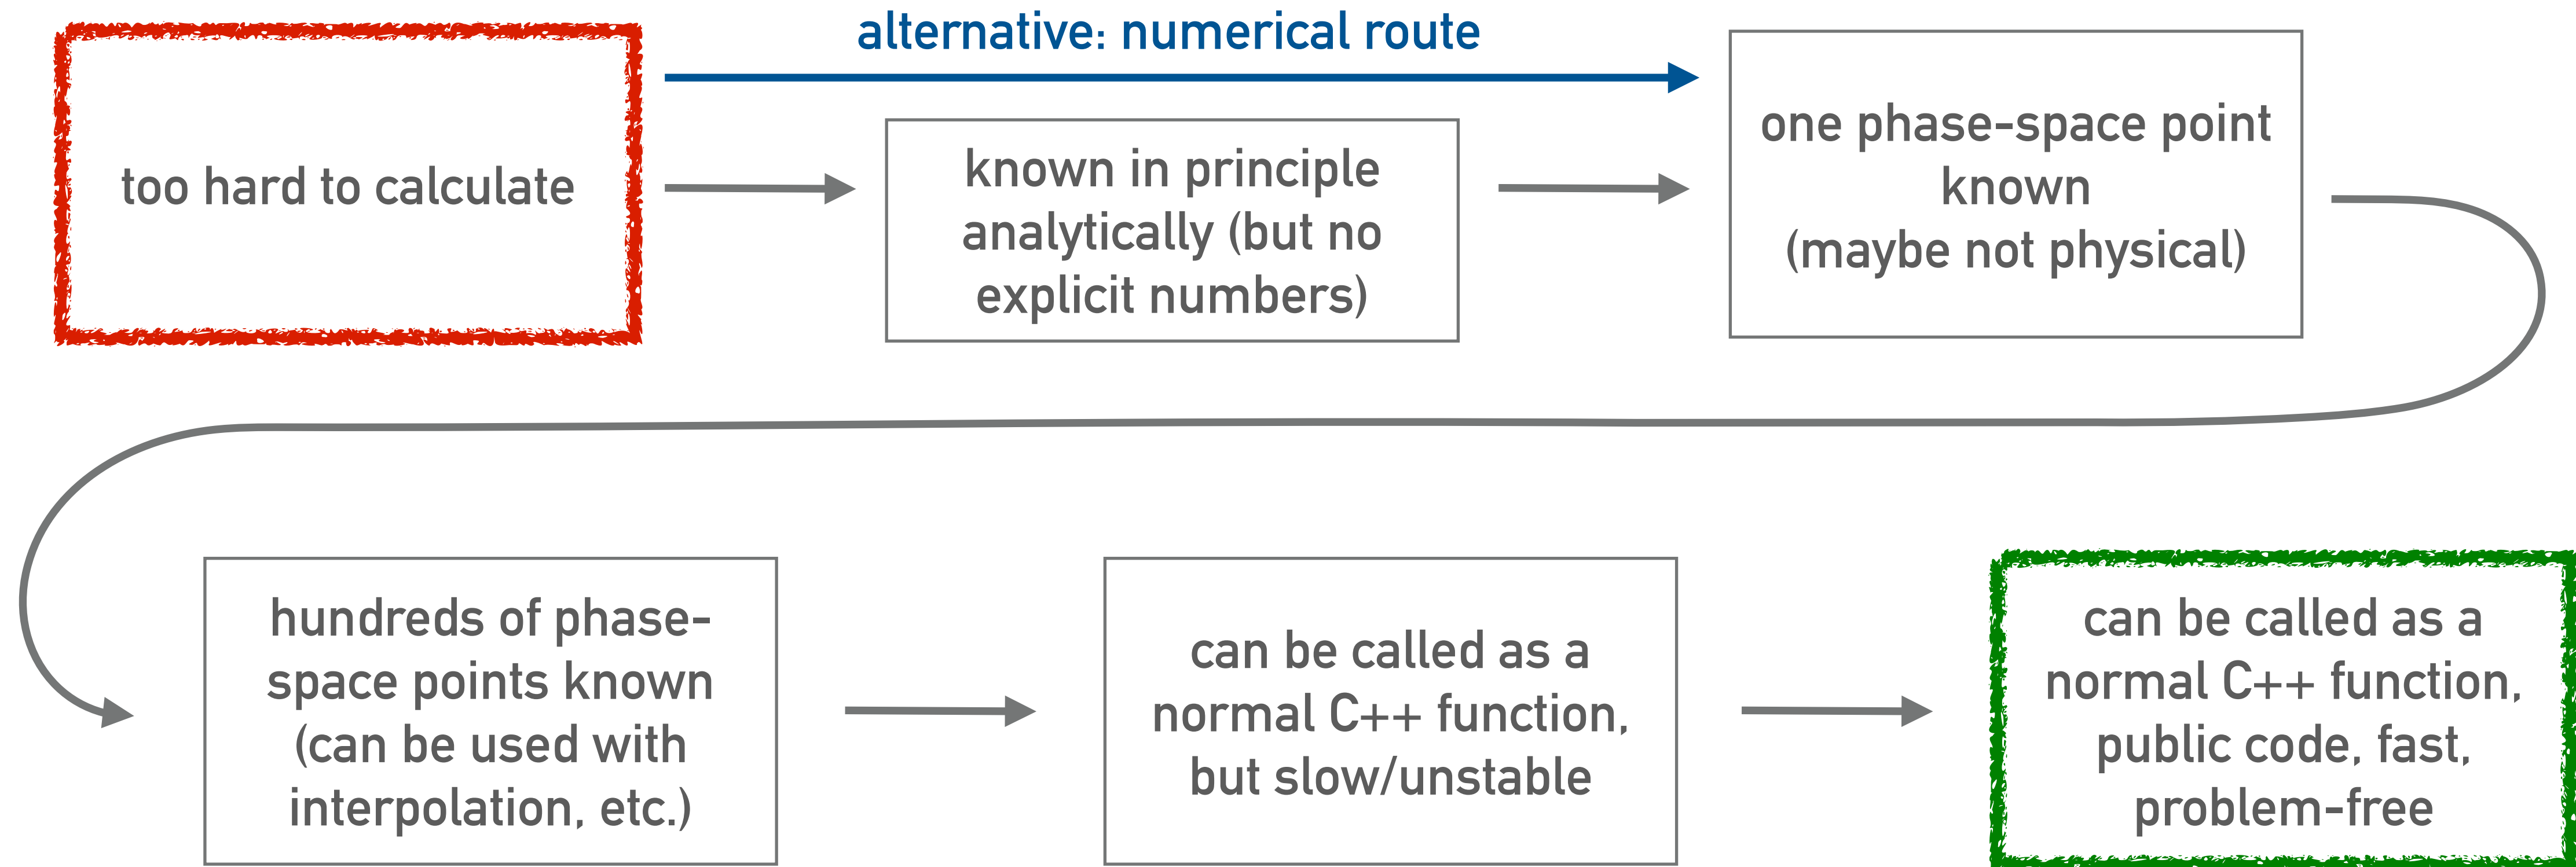 alternative: numerical route
too hard to calculate
known in principle
analytically (but no
explicit numbers)
one phase-space point
known
(maybe not physical)
hundreds of phase-
space points known
(can be used with
interpolation, etc.)
can be called as a
normal C++ function,
but slow/unstable
can be called as a
normal C++ function,
public code, fast,
problem-free